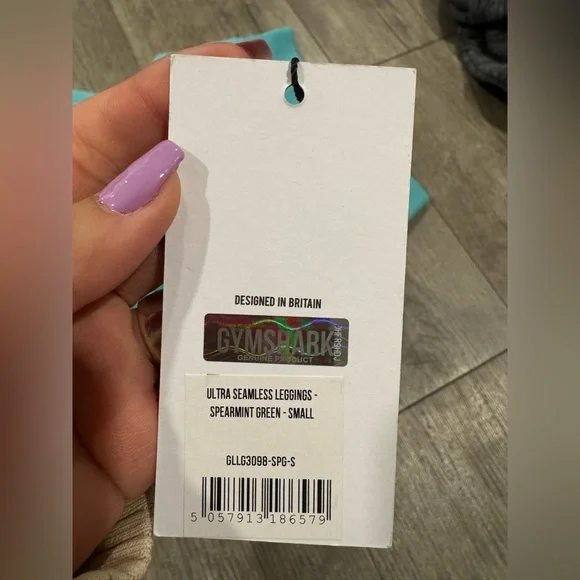 DESIGNED IN BRITAIN
GYMSHARK
GENUINE PRODUCT
ULTRA SEAMLESS LEGGINGS -
SPEARMINT GREEN - SMALL
GLLG3098-SPG-S
5 057913 186579